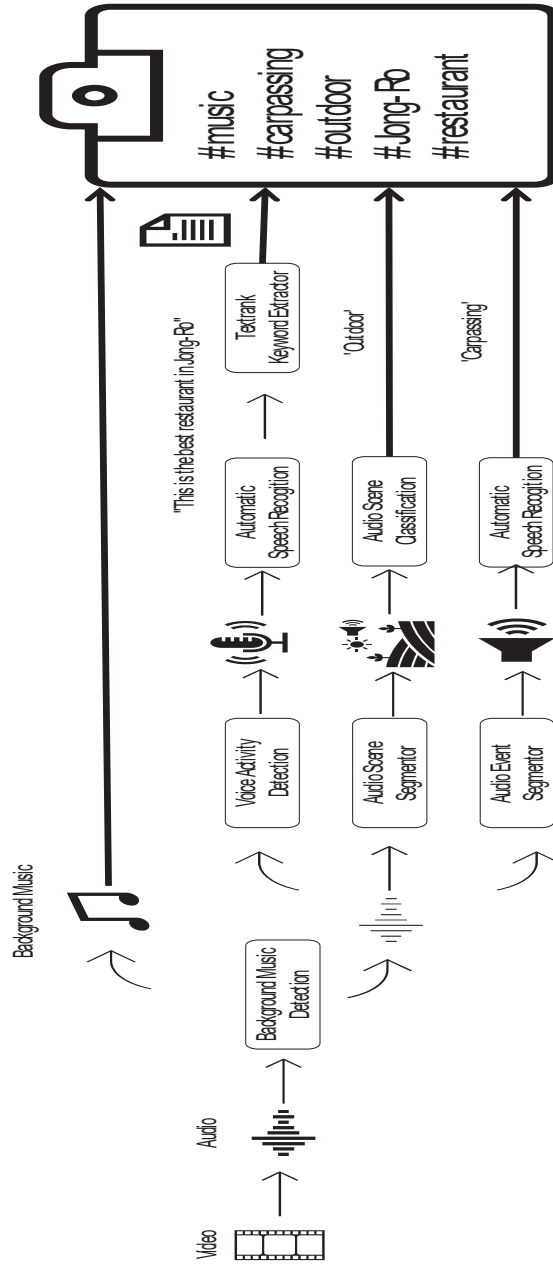 Video
Audio
Background Music
Detection
Background Music
Voice Activity
Detection
Automatic
Speech Recogition
"This is the best restaurant in Jong-Ro"
Textrank
Keyword Extractor
Audio Scene
Segmentor
Audio Scene
Classification
'Outdoor'
Audio Event
Segmentor
Automatic
Speech Recogition
'Carpassing'
#music
#carpassing
#outdoor
#Jong-Ro
#restaurant